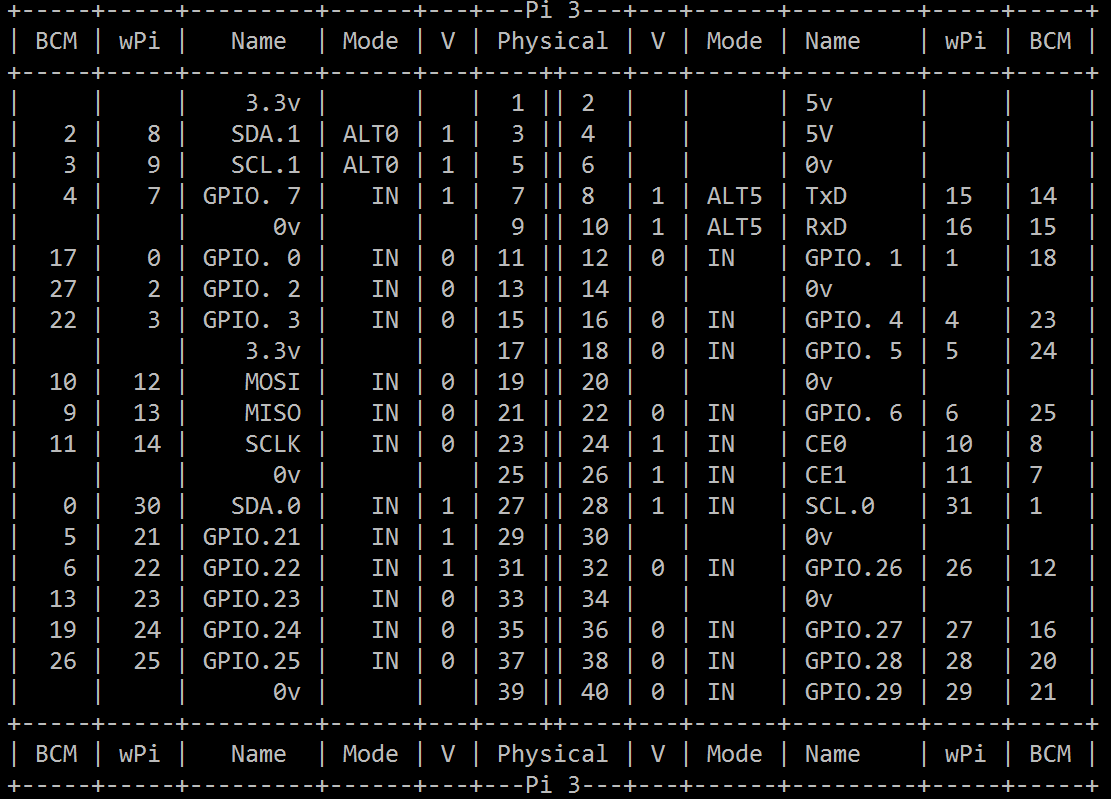 +-----+-----+---------+------+---+---Pi 3---+---+------+---------+-----+-----+
| BCM | wPi |   Name  | Mode | V | Physical | V | Mode | Name    | wPi | BCM |
+-----+-----+---------+------+---+----++----+---+------+---------+-----+-----+
|     |     |    3.3v |      |   |  1 || 2  |   |      | 5v      |     |     |
|   2 |   8 |   SDA.1 | ALT0 | 1 |  3 || 4  |   |      | 5V      |     |     |
|   3 |   9 |   SCL.1 | ALT0 | 1 |  5 || 6  |   |      | 0v      |     |     |
|   4 |   7 | GPIO. 7 |   IN | 1 |  7 || 8  | 1 | ALT5 | TxD     | 15  | 14  |
|     |     |      0v |      |   |  9 || 10 | 1 | ALT5 | RxD     | 16  | 15  |
|  17 |   0 | GPIO. 0 |   IN | 0 | 11 || 12 | 0 | IN   | GPIO. 1 | 1   | 18  |
|  27 |   2 | GPIO. 2 |   IN | 0 | 13 || 14 |   |      | 0v      |     |     |
|  22 |   3 | GPIO. 3 |   IN | 0 | 15 || 16 | 0 | IN   | GPIO. 4 | 4   | 23  |
|     |     |    3.3v |      |   | 17 || 18 | 0 | IN   | GPIO. 5 | 5   | 24  |
|  10 |  12 |    MOSI |   IN | 0 | 19 || 20 |   |      | 0v      |     |     |
|   9 |  13 |    MISO |   IN | 0 | 21 || 22 | 0 | IN   | GPIO. 6 | 6   | 25  |
|  11 |  14 |    SCLK |   IN | 0 | 23 || 24 | 1 | IN   | CE0     | 10  | 8   |
|     |     |      0v |      |   | 25 || 26 | 1 | IN   | CE1     | 11  | 7   |
|   0 |  30 |   SDA.0 |   IN | 1 | 27 || 28 | 1 | IN   | SCL.0   | 31  | 1   |
|   5 |  21 | GPIO.21 |   IN | 1 | 29 || 30 |   |      | 0v      |     |     |
|   6 |  22 | GPIO.22 |   IN | 1 | 31 || 32 | 0 | IN   | GPIO.26 | 26  | 12  |
|  13 |  23 | GPIO.23 |   IN | 0 | 33 || 34 |   |      | 0v      |     |     |
|  19 |  24 | GPIO.24 |   IN | 0 | 35 || 36 | 0 | IN   | GPIO.27 | 27  | 16  |
|  26 |  25 | GPIO.25 |   IN | 0 | 37 || 38 | 0 | IN   | GPIO.28 | 28  | 20  |
|     |     |      0v |      |   | 39 || 40 | 0 | IN   | GPIO.29 | 29  | 21  |
+-----+-----+---------+------+---+----++----+---+------+---------+-----+-----+
| BCM | wPi |   Name  | Mode | V | Physical | V | Mode | Name    | wPi | BCM |
+-----+-----+---------+------+---+---Pi 3---+---+------+---------+-----+-----+